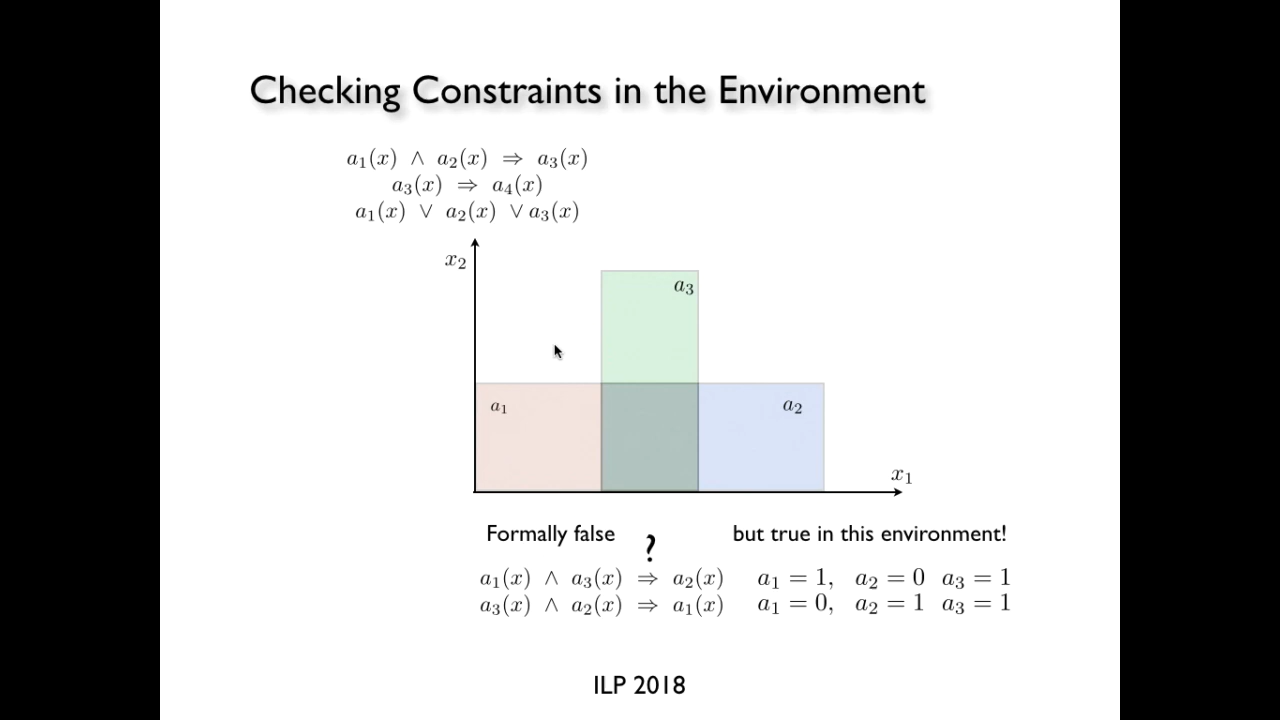 Checking Constraints in the Environment
a₁(x) ∧ a₂(x) ⇒ a₃(x)
a₃(x) ⇒ a₄(x)
a₁(x) ∨ a₂(x) ∨ a₃(x)
x₂
a₃
a₁
a₂
x₁
Formally false ? but true in this environment!
a₁(x) ∧ a₃(x) ⇒ a₂(x) a₁ = 1, a₂ = 0 a₃ = 1
a₃(x) ∧ a₂(x) ⇒ a₁(x) a₁ = 0, a₂ = 1 a₃ = 1
ILP 2018